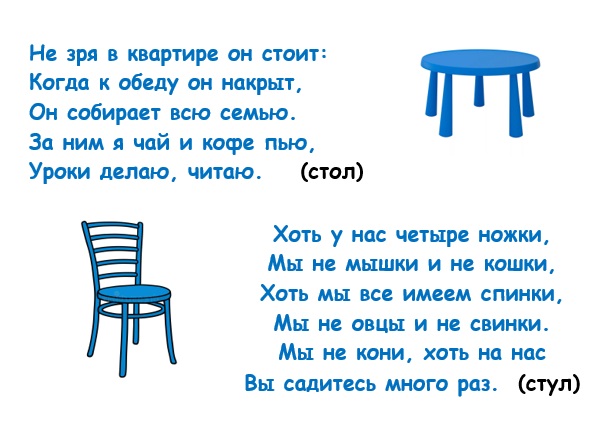 Не зря в квартире он стоит:
Когда к обеду он накрыт,
Он собирает всю семью.
За ним я чай и кофе пью,
Уроки делаю, читаю. (стол)
Хоть у нас четыре ножки,
Мы не мышки и не кошки,
Хоть мы все имеем спинки,
Мы не овцы и не свинки.
Мы не кони, хоть на нас
Вы садитесь много раз. (стул)